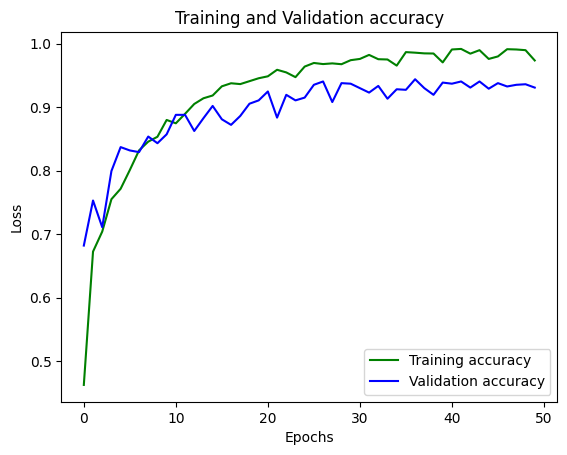 Training and Validation accuracy
1.0
0.9
0.8
0.7
0.6
0.5
Loss
0
10
20
30
40
50
Epochs
Training accuracy
Validation accuracy